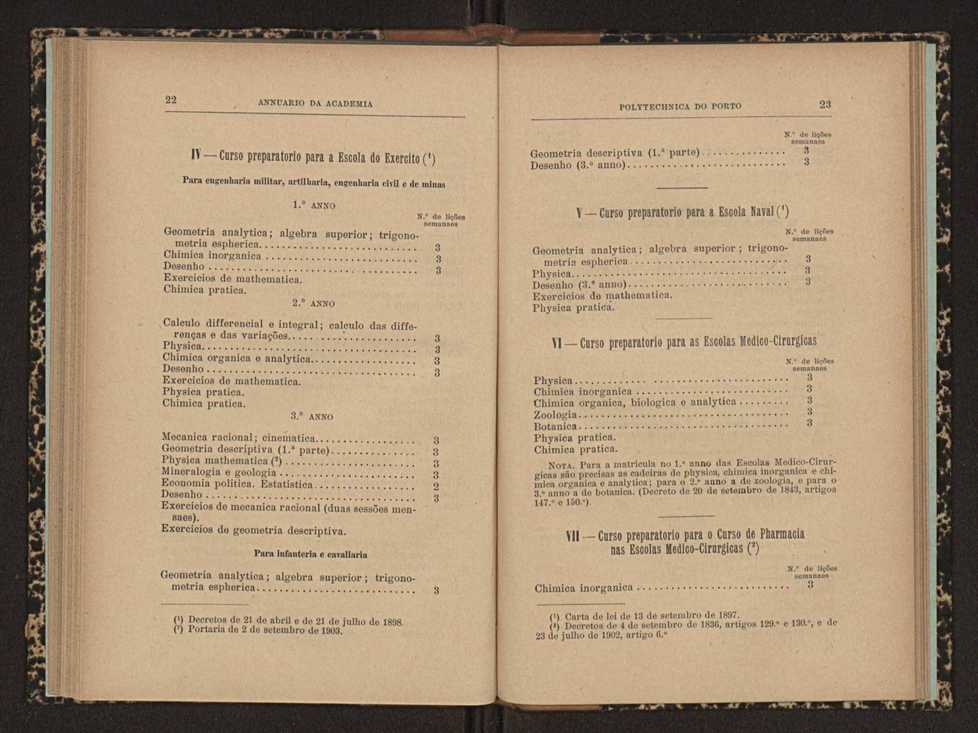 22 ANNUARIO DA ACADEMIA
IV — Curso preparatorio para a Escola do Exercito (¹)
Para engenharia militar, artilharia, engenharia civil e de minas
1.º ANNO
N.º de lições
semanaes
Geometria analytica; algebra superior; trigono-
metria espherica. . . . . . . . . . . . . . . . . . . . . . . . . . 3
Chimica inorganica . . . . . . . . . . . . . . . . . . . . . . . . . 3
Desenho . . . . . . . . . . . . . . . . . . . . . . . . . . . . . . . . . . 3
Exercicios de mathematica.
Chimica pratica.
2.º ANNO
Calculo differencial e integral; calculo das diffe-
renças e das variações. . . . . . . . . . . . . . . . . . . . . 3
Physica. . . . . . . . . . . . . . . . . . . . . . . . . . . . . . . . . . . 3
Chimica organica e analytica. . . . . . . . . . . . . . . . . 3
Desenho . . . . . . . . . . . . . . . . . . . . . . . . . . . . . . . . . . 3
Exercicios de mathematica.
Physica pratica.
Chimica pratica.
3.º ANNO
Mecanica racional; cinematica. . . . . . . . . . . . . . . . 3
Geometria descriptiva (1.ª parte). . . . . . . . . . . . . . 3
Physica mathematica (²) . . . . . . . . . . . . . . . . . . . . . 3
Mineralogia e geologia . . . . . . . . . . . . . . . . . . . . . . 3
Economia politica. Estatistica . . . . . . . . . . . . . . . . 2
Desenho . . . . . . . . . . . . . . . . . . . . . . . . . . . . . . . . . . 3
Exercicios de mecanica racional (duas sessões men-
saes).
Exercicios de geometria descriptiva.
Para infanteria e cavallaria
Geometria analytica; algebra superior; trigono-
metria espherica. . . . . . . . . . . . . . . . . . . . . . . . . . 3
(¹) Decretos de 21 de abril e de 21 de julho de 1898.
(²) Portaria de 2 de setembro de 1903.
POLYTECHNICA DO PORTO 23
N.º de lições
semanaes
Geometria descriptiva (1.ª parte). . . . . . . . . . . . . . 3
Desenho (3.º anno). . . . . . . . . . . . . . . . . . . . . . . . . . 3
V — Curso preparatorio para a Escola Naval (¹)
N.º de lições
semanaes
Geometria analytica; algebra superior; trigono-
metria espherica . . . . . . . . . . . . . . . . . . . . . . . . . . 3
Physica. . . . . . . . . . . . . . . . . . . . . . . . . . . . . . . . . . . 3
Desenho (3.º anno). . . . . . . . . . . . . . . . . . . . . . . . . . 3
Exercicios de mathematica.
Physica pratica.
VI — Curso preparatorio para as Escolas Medico-Cirurgicas
N.º de lições
semanaes
Physica . . . . . . . . . . . . . . . . . . . . . . . . . . . . . . . . . . . 3
Chimica inorganica . . . . . . . . . . . . . . . . . . . . . . . . . 3
Chimica organica, biologica e analytica . . . . . . . . . 3
Zoologia. . . . . . . . . . . . . . . . . . . . . . . . . . . . . . . . . . 3
Botanica. . . . . . . . . . . . . . . . . . . . . . . . . . . . . . . . . . 3
Physica pratica.
Chimica pratica.
NOTA. Para a matricula no 1.º anno das Escolas Medico-Cirur-
gicas são precisas as cadeiras de physica, chimica inorganica e chi-
mica organica e analytica; para o 2.º anno a de zoologia, e para o
3.º anno a de botanica. (Decreto de 20 de setembro de 1843, artigos
147.º e 150.º).
VII — Curso preparatorio para o Curso de Pharmacia
nas Escolas Medico-Cirurgicas (²)
N.º de lições
semanaes
Chimica inorganica . . . . . . . . . . . . . . . . . . . . . . . . . 3
(¹) Carta de lei de 13 de setembro de 1897.
(²) Decretos de 4 de setembro de 1836, artigos 129.º e 130.º, e de
23 de julho de 1902, artigo 6.º